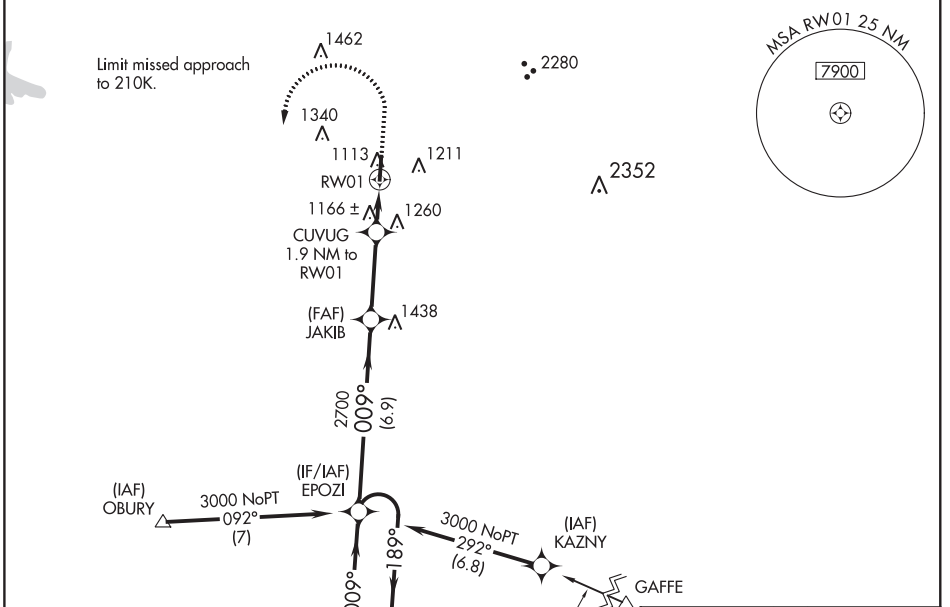 1462
MSA RW01 25 NM
Limit missed approach
to 210K.
2280
7900
1340
1113
1211
RW01
2352
1166 ±
1260
CUVUG
1.9 NM to
RW01
(FAF)
JAKIB
1438
2700
009°
(6.9)
(IF/IAF)
EPOZI
(IAF)
OBURY
3000 NoPT
092°
(7)
3000 NoPT
292°
(6.8)
(IAF)
KAZNY
189°
009°
GAFFE